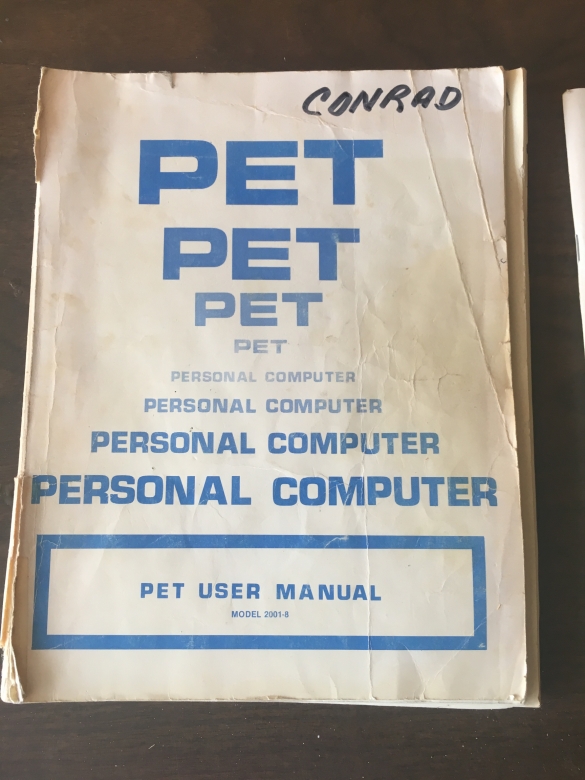 CONRAD
PET
PET
PET
PET
PERSONAL COMPUTER
PERSONAL COMPUTER
PERSONAL COMPUTER
PERSONAL COMPUTER
PET USER MANUAL
MODEL 2001-8